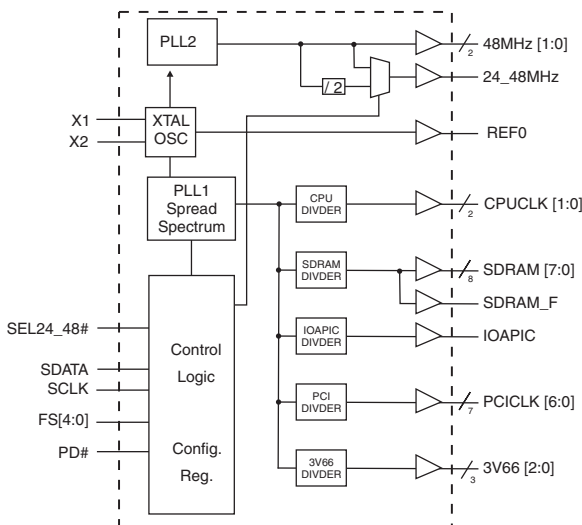 PLL2
48MHz [1:0]
2
/ 2
24_48MHz
X1
X2
XTAL
OSC
REF0
PLL1
Spread
Spectrum
CPU
DIVDER
CPUCLK [1:0]
2
SDRAM
DIVDER
SDRAM [7:0]
8
SDRAM_F
SEL24_48#
IOAPIC
DIVDER
IOAPIC
Control
Logic
SDATA
SCLK
FS[4:0]
PD#
Config.
Reg.
PCI
DIVDER
PCICLK [6:0]
7
3V66
DIVDER
3V66 [2:0]
3